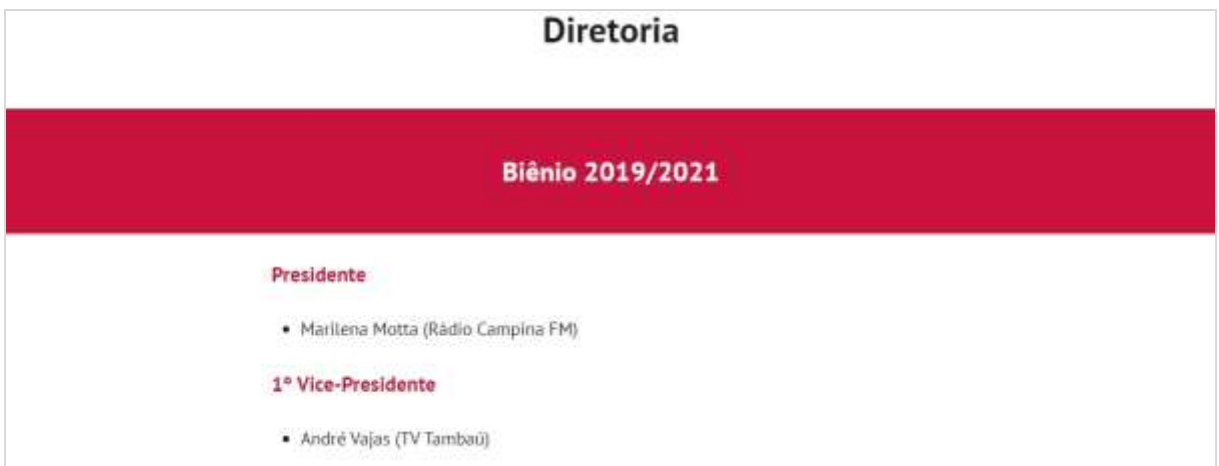 Diretoria
Biênio 2019/2021
Presidente
• Marilena Motta (Rádio Campina FM)
1º Vice-Presidente
• André Vajas (TV Tambaú)